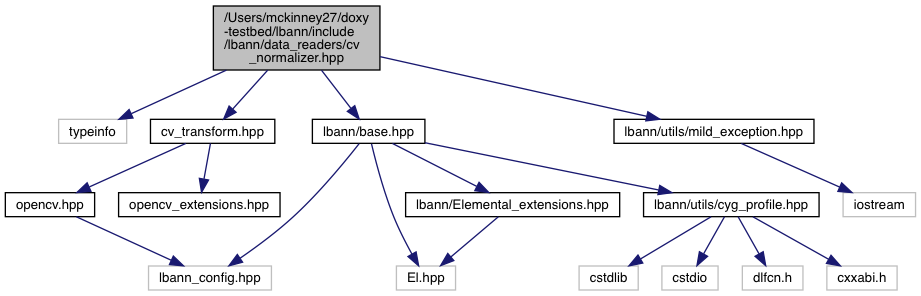 /Users/mckinney27/doxy
-testbed/lbann/include
/lbann/data_readers/cv
_normalizer.hpp
typeinfo
cv_transform.hpp
lbann/base.hpp
lbann/utils/mild_exception.hpp
opencv.hpp
opencv_extensions.hpp
lbann/Elemental_extensions.hpp
lbann/utils/cyg_profile.hpp
iostream
lbann_config.hpp
El.hpp
cstdlib
cstdio
dlfcn.h
cxxabi.h